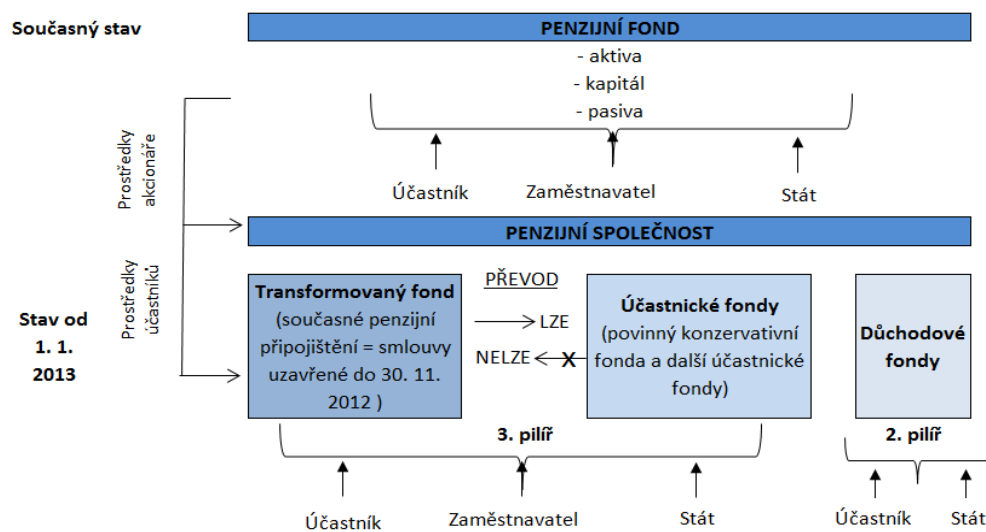 Současný stav
PENZIJNÍ FOND
- aktiva
- kapitál
- pasiva
Prostředky
akcionáře
Účastník
Zaměstnavatel
Stát
PENZIJNÍ SPOLEČNOST
Prostředky
účastníků
Stav od
1. 1.
2013
Transformovaný fond
(současné penzijní
připojištění = smlouvy
uzavřené do 30. 11.
2012 )
PŘEVOD
LZE
NELZE
X
Účastnické fondy
(povinný konzervativní
fonda a další účastnické
fondy)
Důchodové
fondy
3. pilíř
2. pilíř
Účastník
Zaměstnavatel
Stát
Účastník
Stát